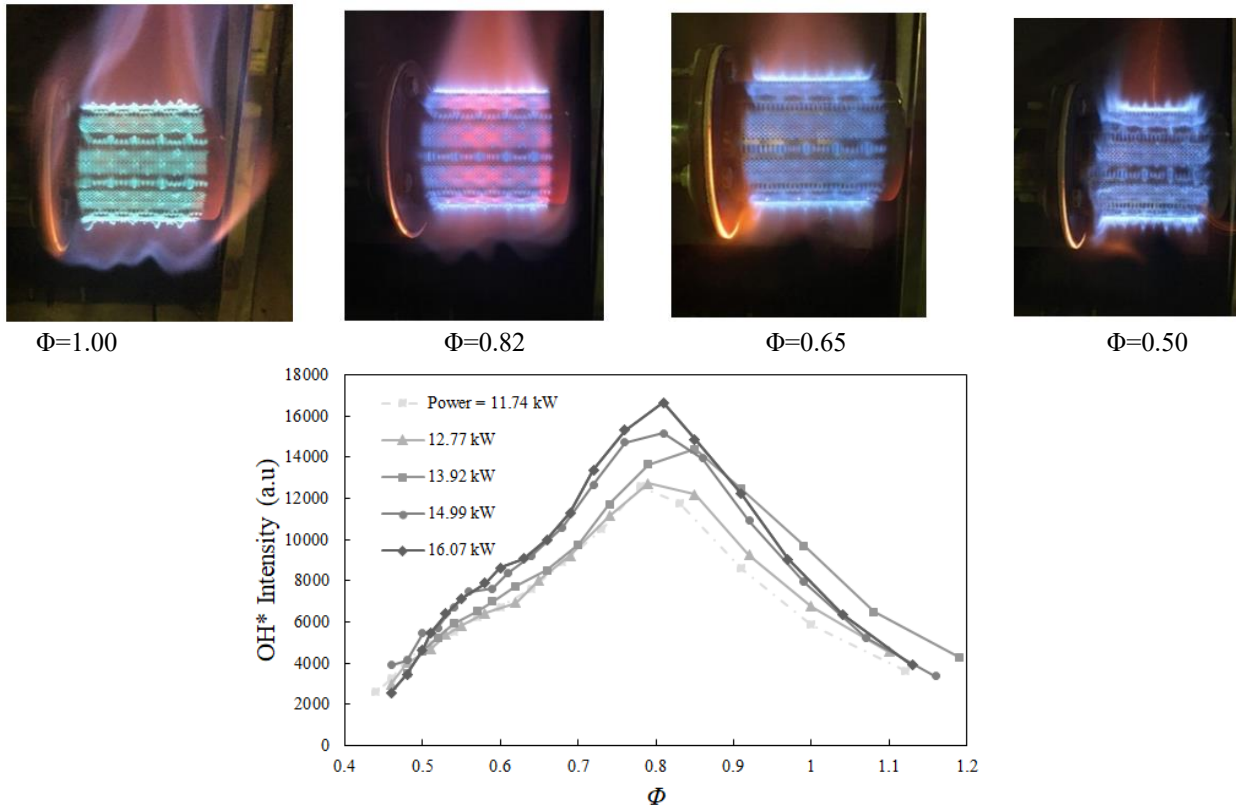 Φ=1.00
Φ=0.82
Φ=0.65
Φ=0.50
18000
16000
14000
12000
10000
8000
6000
4000
2000
0
OH* Intensity (a.u)
Power = 11.74 kW
12.77 kW
13.92 kW
14.99 kW
16.07 kW
0.4 0.5 0.6 0.7 0.8 0.9 1 1.1 1.2
Φ